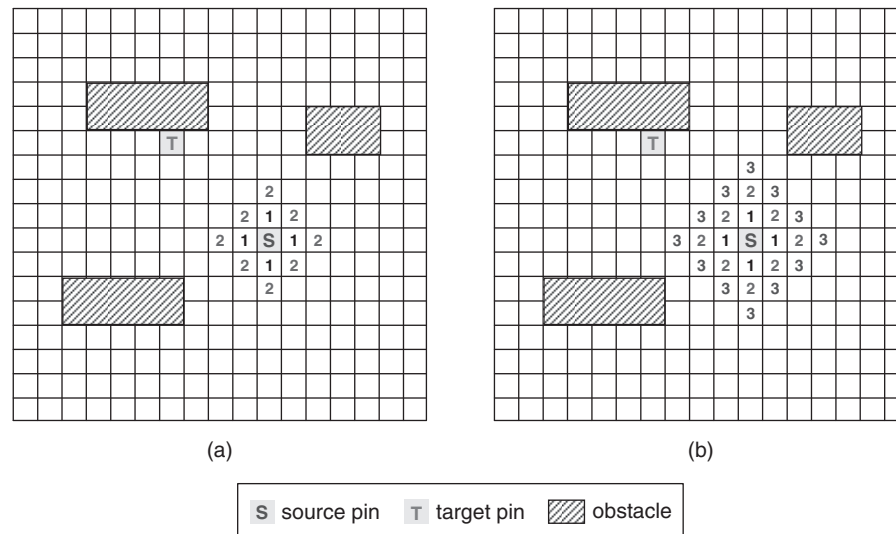 T T
3
2 3 2 3
2 1 2 3 2 1 2 3
2 1 S 1 2 3 2 1 S 1 2 3
2 1 2 3 2 1 2 3
2 3 2 3
3
(a) (b)
S source pin T target pin obstacle